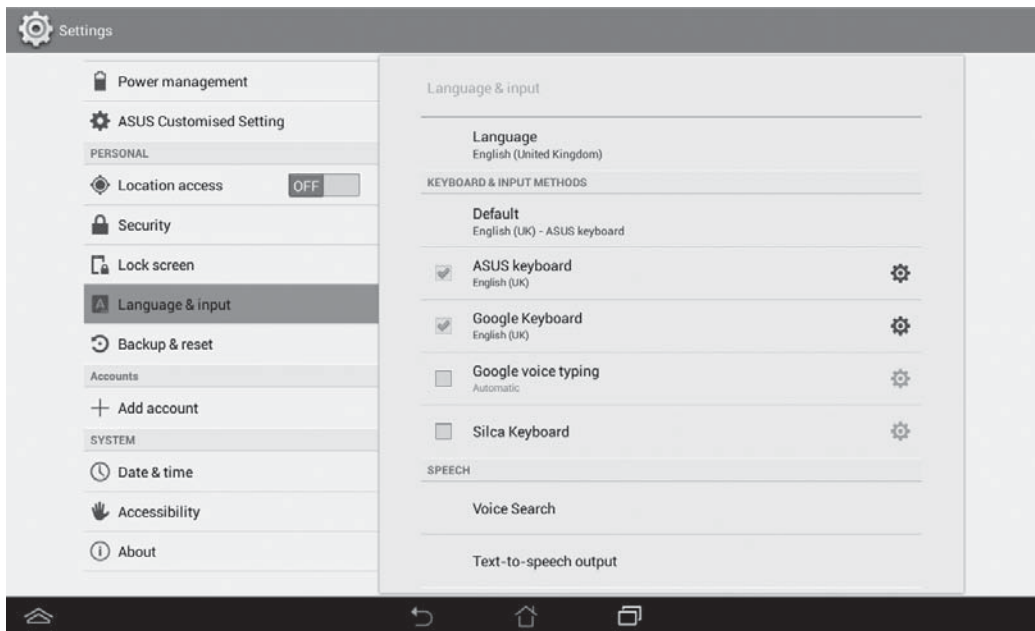 Settings
Power management
ASUS Customised Setting
PERSONAL
Location access
OFF
Security
Lock screen
A Language & input
Backup & reset
Accounts
Add account
SYSTEM
Date & time
Accessibility
About
Language & input
Language
English (United Kingdom)
KEYBOARD & INPUT METHODS
Default
English (UK) - ASUS keyboard
ASUS keyboard
English (UK)
Google Keyboard
English (UK)
Google voice typing
Automatic
Silca Keyboard
SPEECH
Voice Search
Text-to-speech output